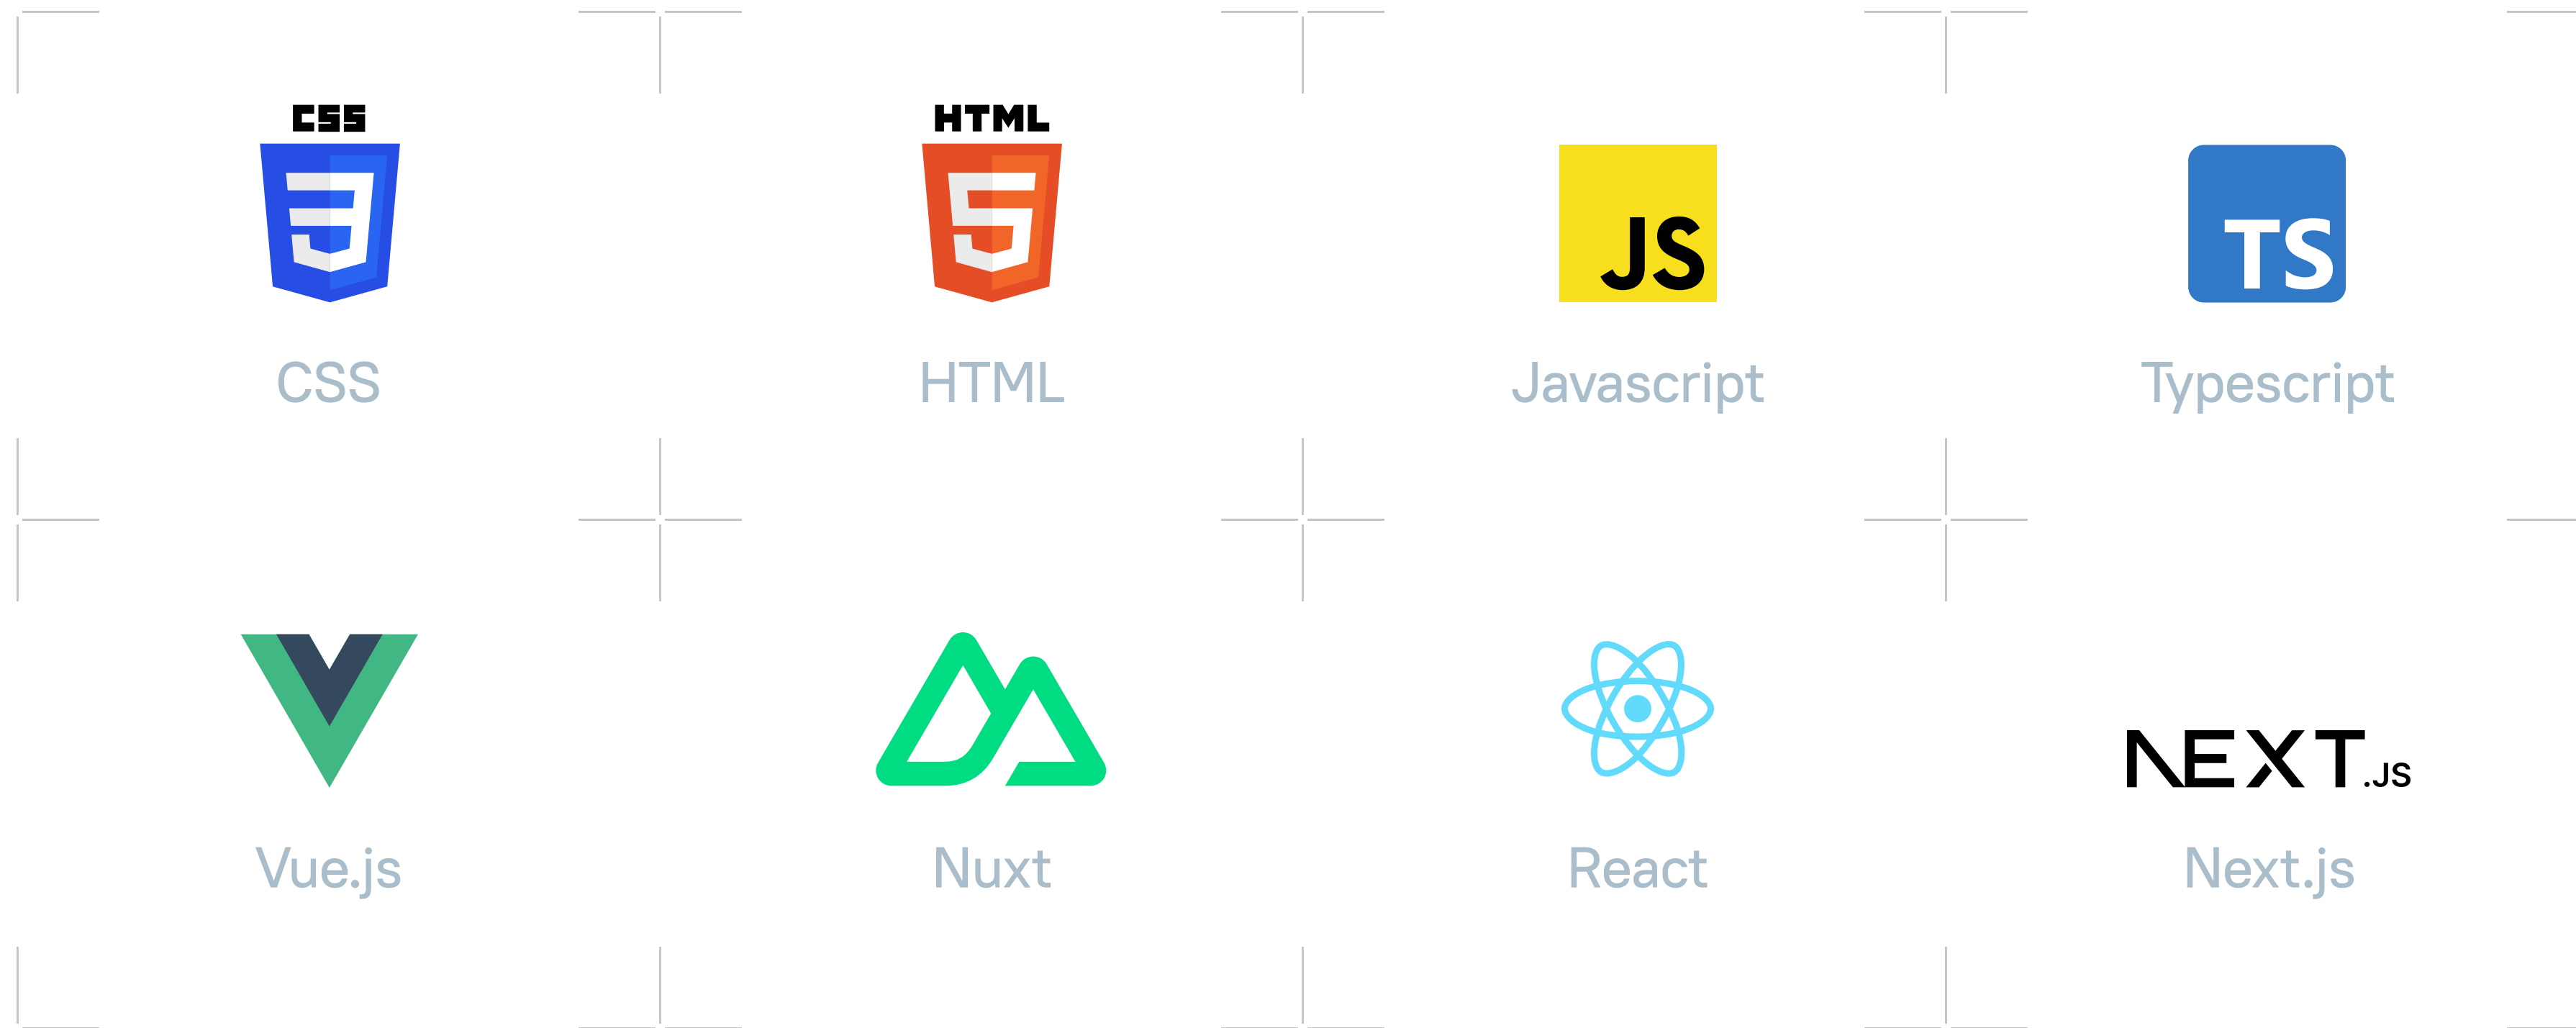 CSS
HTML
JS
TS
CSS
HTML
Javascript
Typescript
NEXT.JS
Vue.js
Nuxt
React
Next.js